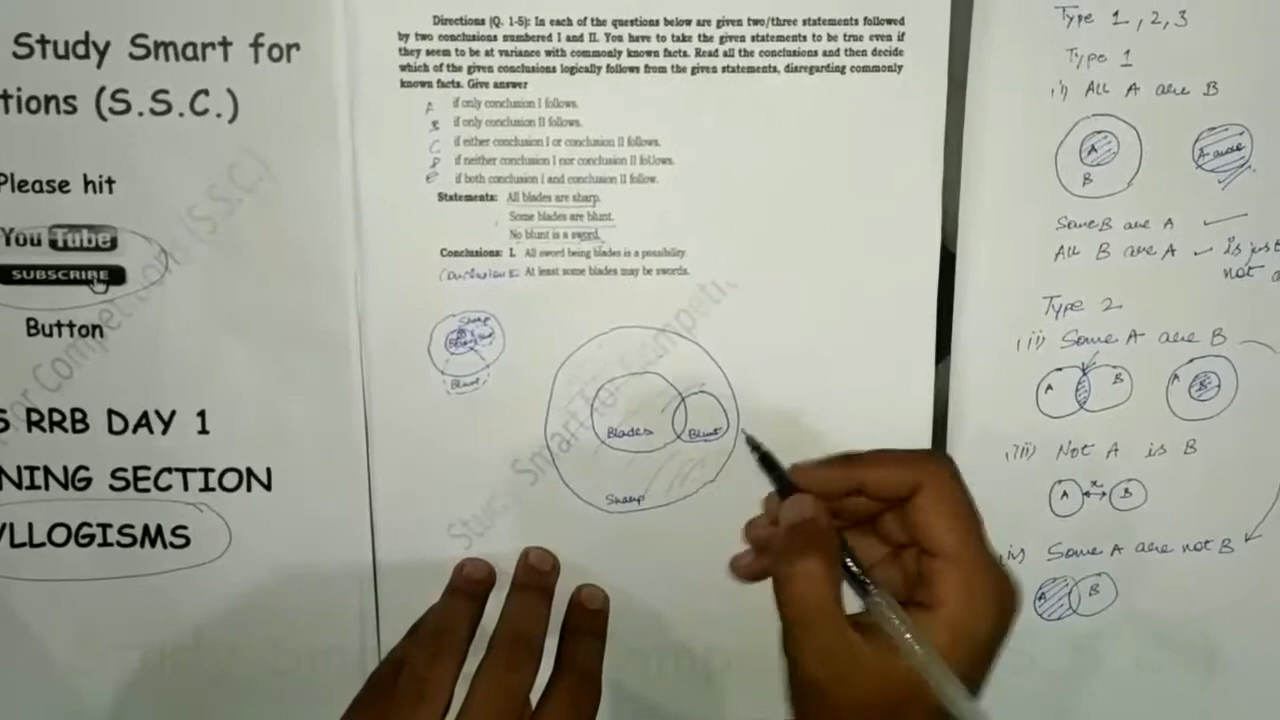 Study Smart for
tions (S.S.C.)
Please hit
You Tube
SUBSCRIBE
Button
S RRB DAY 1
NING SECTION
YLLOGISMS
Directions (Q. 1-5): In each of the questions below are given two/three statements followed
by two conclusions numbered I and II. You have to take the given statements to be true even if
they seem to be at variance with commonly known facts. Read all the conclusions and then decide
which of the given conclusions logically follows from the given statements, disregarding commonly
known facts. Give answer
A if only conclusion I follows.
B if only conclusion II follows.
C if either conclusion I or conclusion II follows.
D if neither conclusion I nor conclusion II foUows.
e if both conclusion I and conclusion II follow.
Statements: All blades are sharp.
Some blades are blunt.
No blunt is a sword.
Conclusions: I. All sword being blades is a possibility
Conclusions: At least some blades may be swords.
Sharp
Blunt
Blades
Blunt
Sharp
Type 1, 2, 3
Type 1
i) All A are B
A
B
Some B are A
All B are A is just
not a
Type 2
(ii) Some A are B
A B
A B
(iii) Not A is B
A x B
iv) Some A are not B
A B